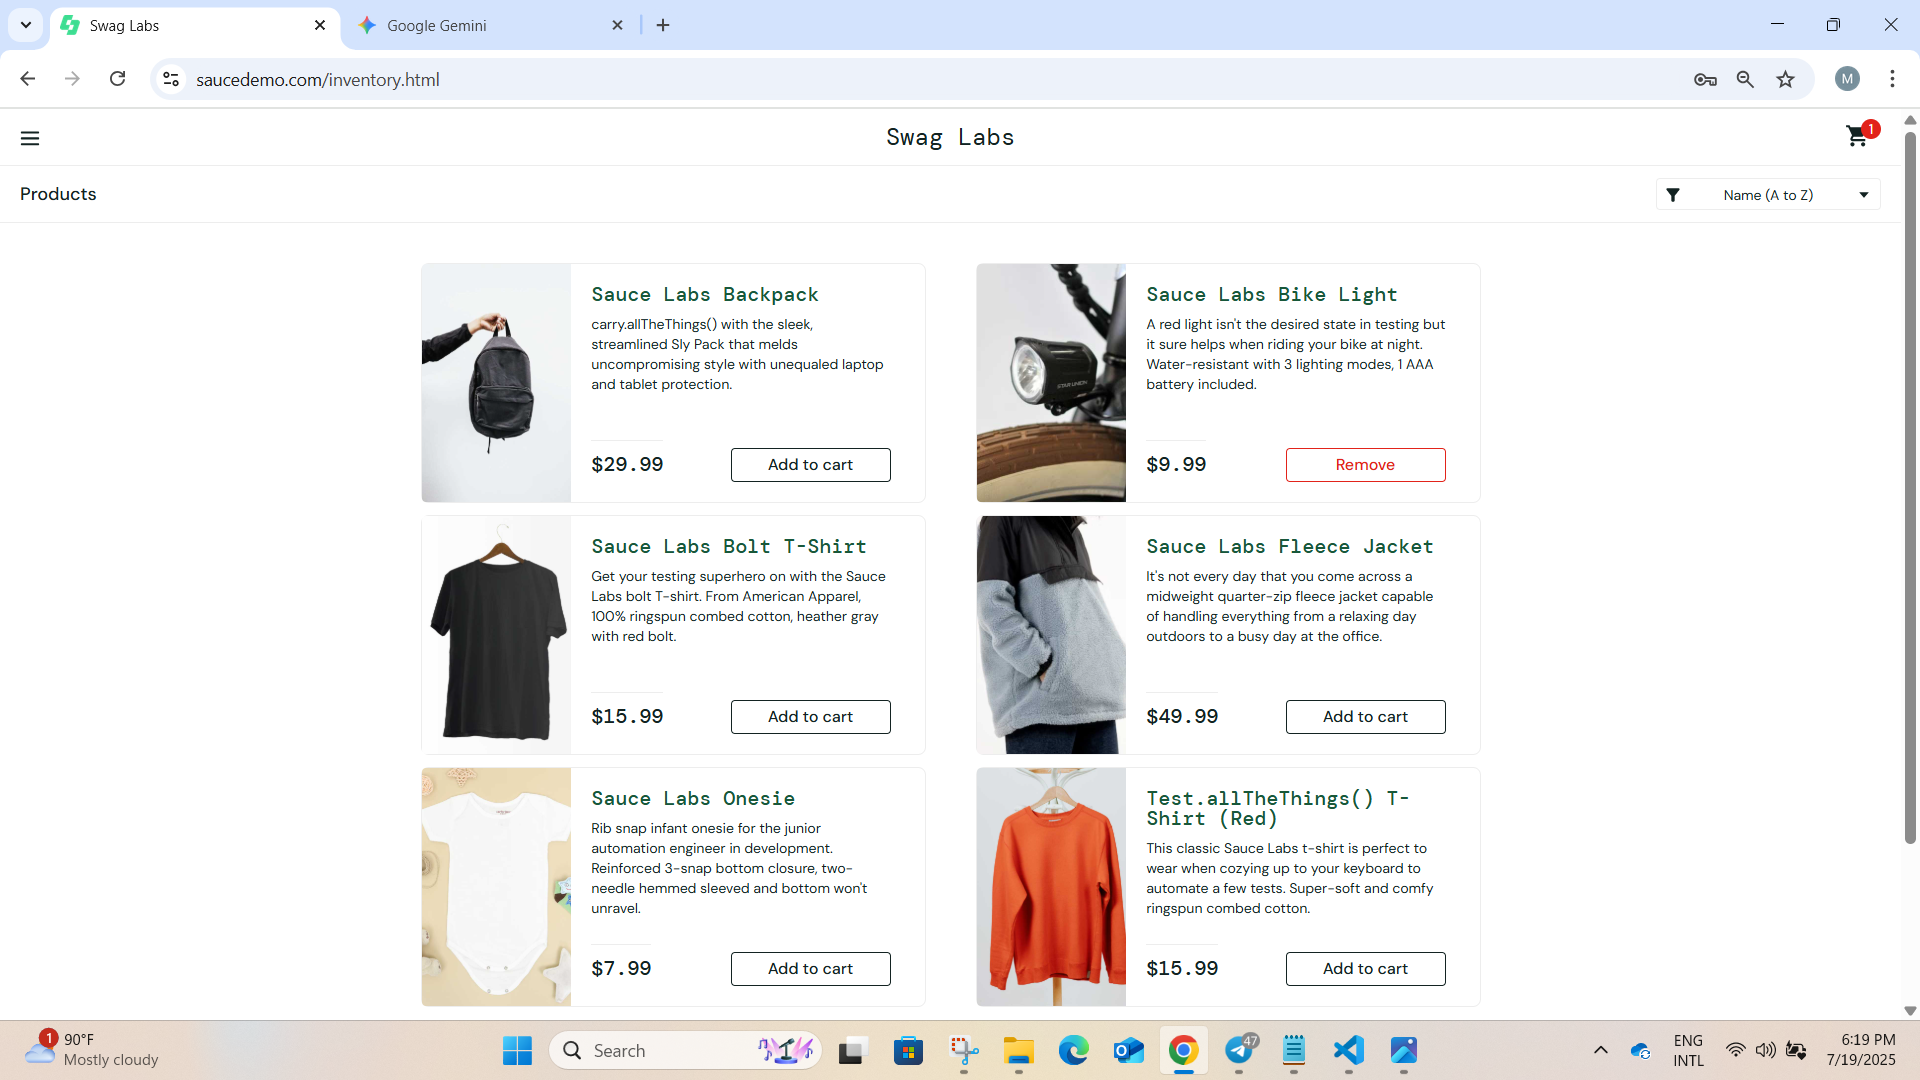 Swag Labs
Google Gemini
saucedemo.com/inventory.html
M
Swag Labs
1
Products
Name (A to Z)
Sauce Labs Backpack
carry.allTheThings() with the sleek,
streamlined Sly Pack that melds
uncompromising style with unequaled laptop
and tablet protection.
$29.99
Add to cart
STAR UNION
Sauce Labs Bike Light
A red light isn't the desired state in testing but
it sure helps when riding your bike at night.
Water-resistant with 3 lighting modes, 1 AAA
battery included.
$9.99
Remove
Sauce Labs Bolt T-Shirt
Get your testing superhero on with the Sauce
Labs bolt T-shirt. From American Apparel,
100% ringspun combed cotton, heather gray
with red bolt.
$15.99
Add to cart
Sauce Labs Fleece Jacket
It's not every day that you come across a
midweight quarter-zip fleece jacket capable
of handling everything from a relaxing day
outdoors to a busy day at the office.
$49.99
Add to cart
Sauce Labs Onesie
Rib snap infant onesie for the junior
automation engineer in development.
Reinforced 3-snap bottom closure, two-
needle hemmed sleeved and bottom won't
unravel.
$7.99
Add to cart
Test.allTheThings() T-
Shirt (Red)
This classic Sauce Labs t-shirt is perfect to
wear when cozying up to your keyboard to
automate a few tests. Super-soft and comfy
ringspun combed cotton.
$15.99
Add to cart
1
90°F
Mostly cloudy
Search
47
ENG
INTL
6:19 PM
7/19/2025